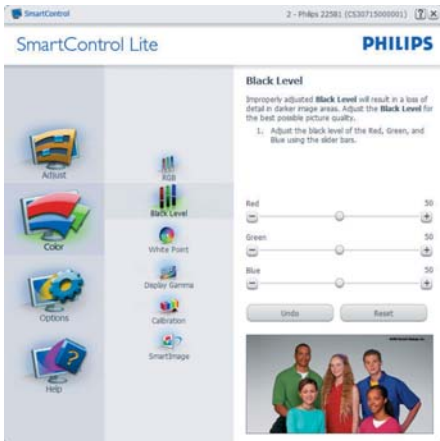 SmartControl
2 - Philips 225B1 (CS30715000001)
SmartControl Lite
PHILIPS
Adjust
Color
Options
Help
RGB
Black Level
White Point
Display Gamma
Calibration
SmartImage
Black Level
Improperly adjusted Black Level will result in a loss of
detail in darker image areas. Adjust the Black Level for
the best possible picture quality.
1. Adjust the black level of the Red, Green, and
Blue using the slider bars.
Red 50
Green 50
Blue 50
Undo
Reset